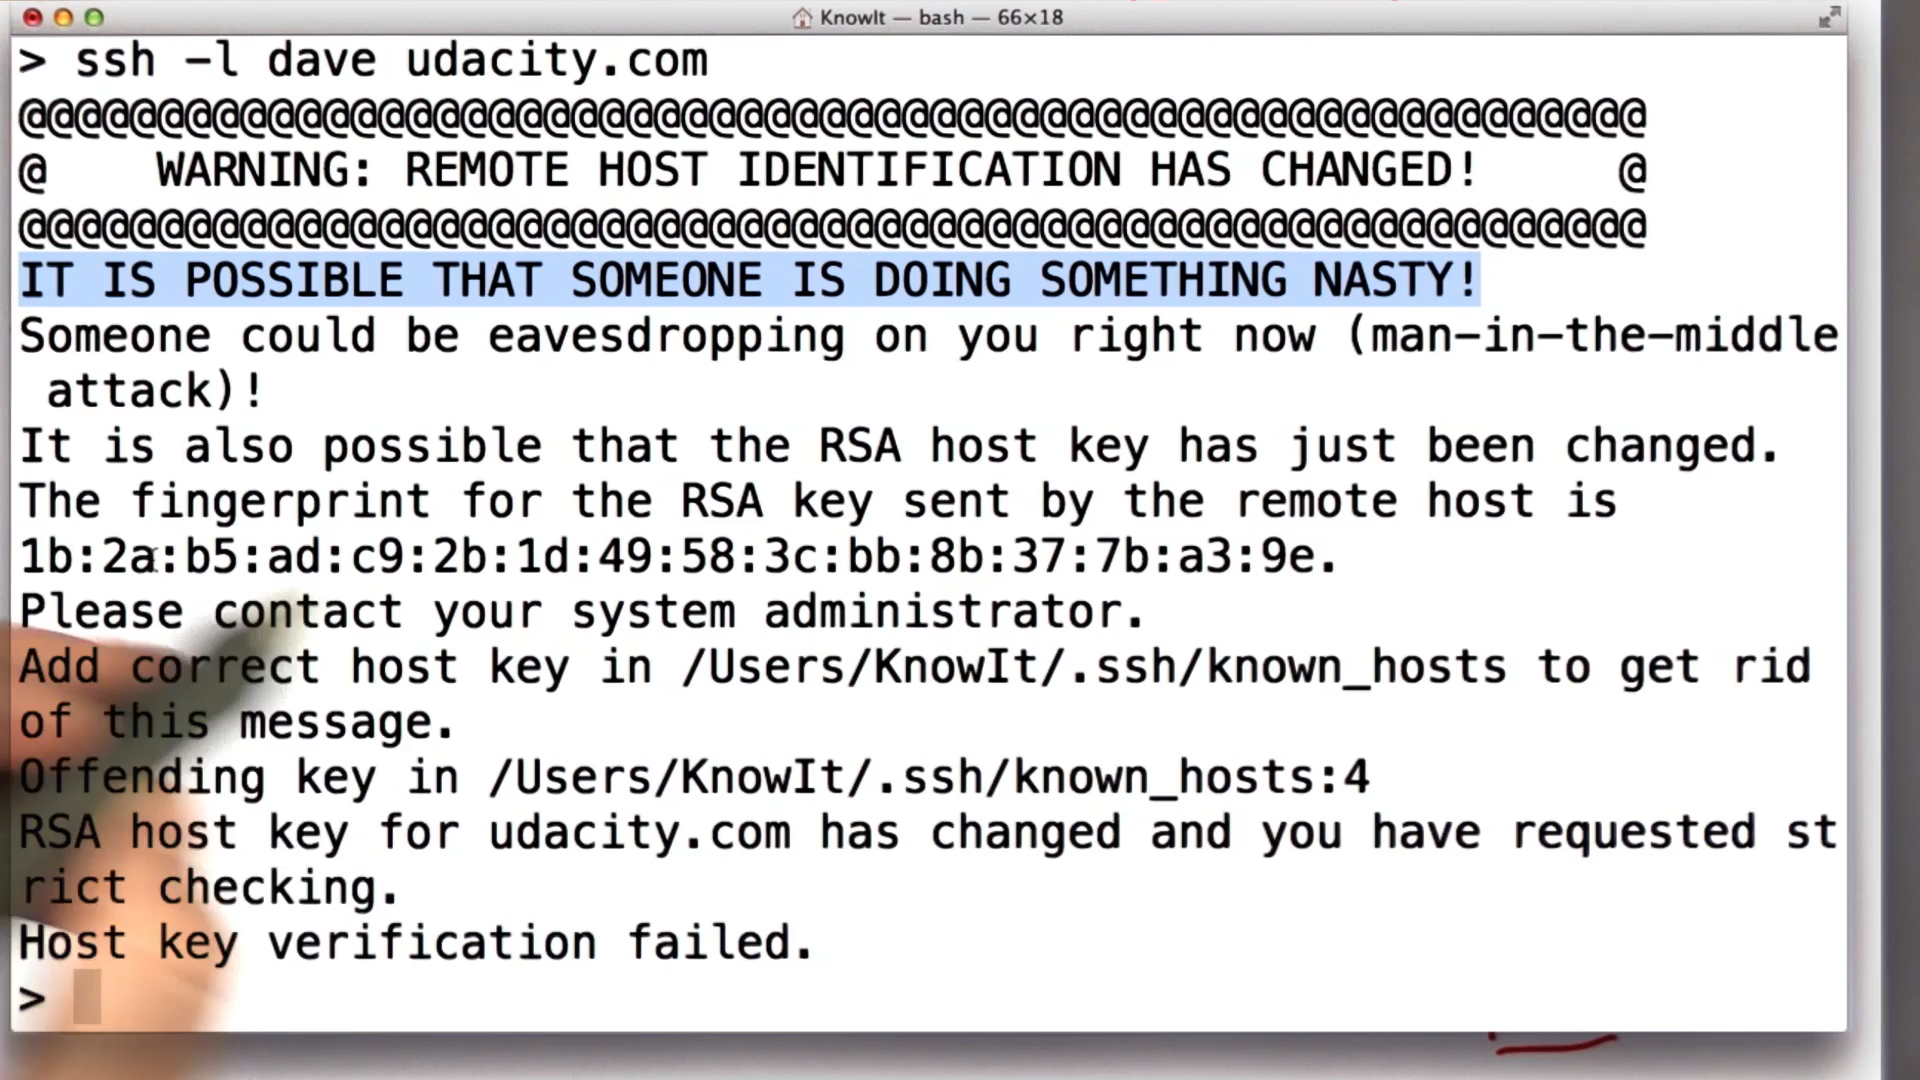 KnowIt — bash — 66×18
> ssh -l dave udacity.com
@@@@@@@@@@@@@@@@@@@@@@@@@@@@@@@@@@@@@@@@@@@@@@@@@@@@@@@@@@@
@    WARNING: REMOTE HOST IDENTIFICATION HAS CHANGED!     @
@@@@@@@@@@@@@@@@@@@@@@@@@@@@@@@@@@@@@@@@@@@@@@@@@@@@@@@@@@@
IT IS POSSIBLE THAT SOMEONE IS DOING SOMETHING NASTY!
Someone could be eavesdropping on you right now (man-in-the-middle
 attack)!
It is also possible that the RSA host key has just been changed.
The fingerprint for the RSA key sent by the remote host is
1b:2a:b5:ad:c9:2b:1d:49:58:3c:bb:8b:37:7b:a3:9e.
Please contact your system administrator.
Add correct host key in /Users/KnowIt/.ssh/known_hosts to get rid
of this message.
Offending key in /Users/KnowIt/.ssh/known_hosts:4
RSA host key for udacity.com has changed and you have requested st
rict checking.
Host key verification failed.
>